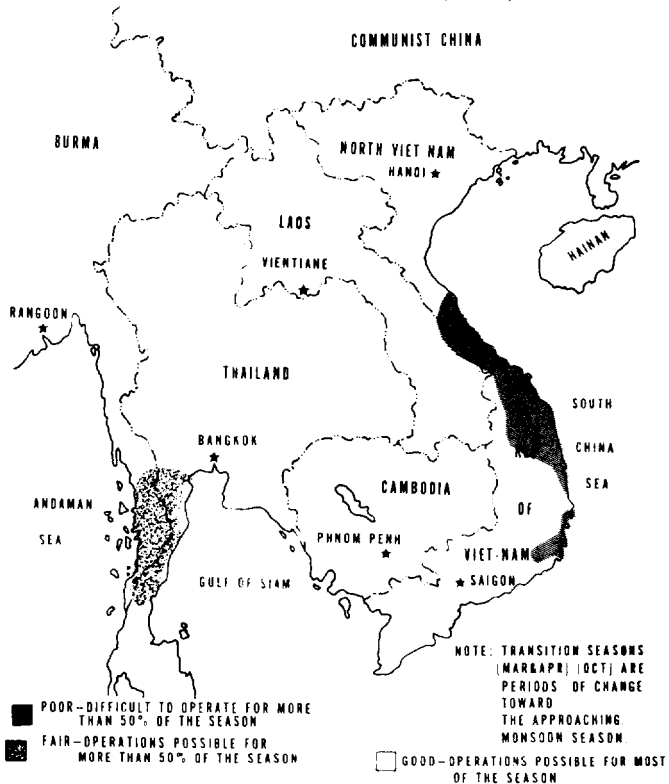 COMMUNIST CHINA
BURMA
NORTH VIET NAM
HANOI
LAOS
HAINAN
VIENTIANE
RANGOON
THAILAND
SOUTH
CHINA
SEA
BANGKOK
CAMBODIA
ANDAMAN
SEA
OF
PHNOM PENH
VIET-NAM
GULF OF SIAM
SAIGON
NOTE: TRANSITION SEASONS
(MAR&APR) (OCT) ARE
PERIODS OF CHANGE
TOWARD
THE APPROACHING
MONSOON SEASON.
POOR-DIFFICULT TO OPERATE FOR MORE
THAN 50% OF THE SEASON
FAIR-OPERATIONS POSSIBLE FOR
MORE THAN 50% OF THE SEASON
GOOD-OPERATIONS POSSIBLE FOR MOST
OF THE SEASON